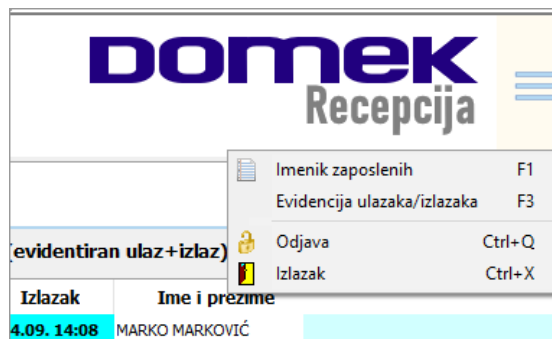 DOMEK
Recepcija
Imenik zaposlenih F1
Evidencija ulazaka/izlazaka F3
(evidentiran ulaz+izlaz)
Odjava Ctrl+Q
Izlazak Ctrl+X
Izlazak Ime i prezime
4.09. 14:08 MARKO MARKOVIĆ